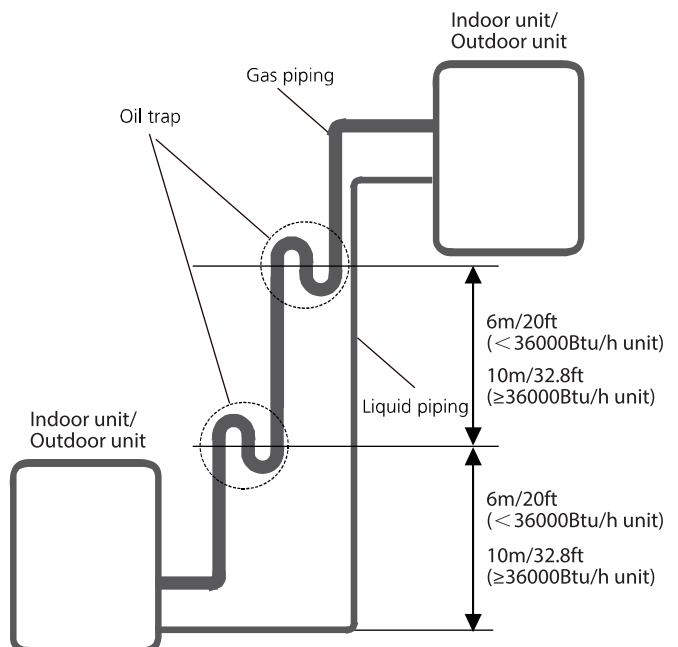 Indoor unit/
Outdoor unit
Gas piping
Oil trap
6m/20ft
(<36000Btu/h unit)
10m/32.8ft
(≥36000Btu/h unit)
Liquid piping
Indoor unit/
Outdoor unit
6m/20ft
(<36000Btu/h unit)
10m/32.8ft
(≥36000Btu/h unit)